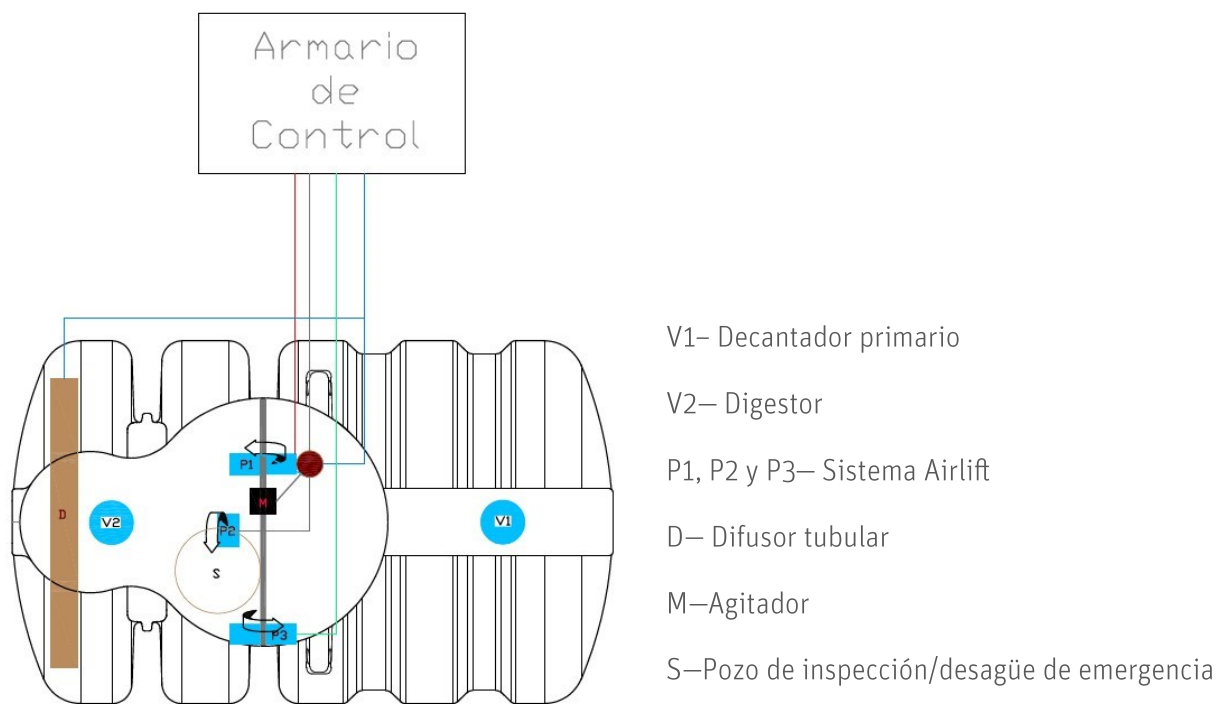 Armario
de
Control
V1– Decantador primario
V2— Digestor
P1, P2 y P3— Sistema Airlift
D— Difusor tubular
M—Agitador
S—Pozo de inspección/desagüe de emergencia
P1
M
D
V2
P2
V1
S
P3